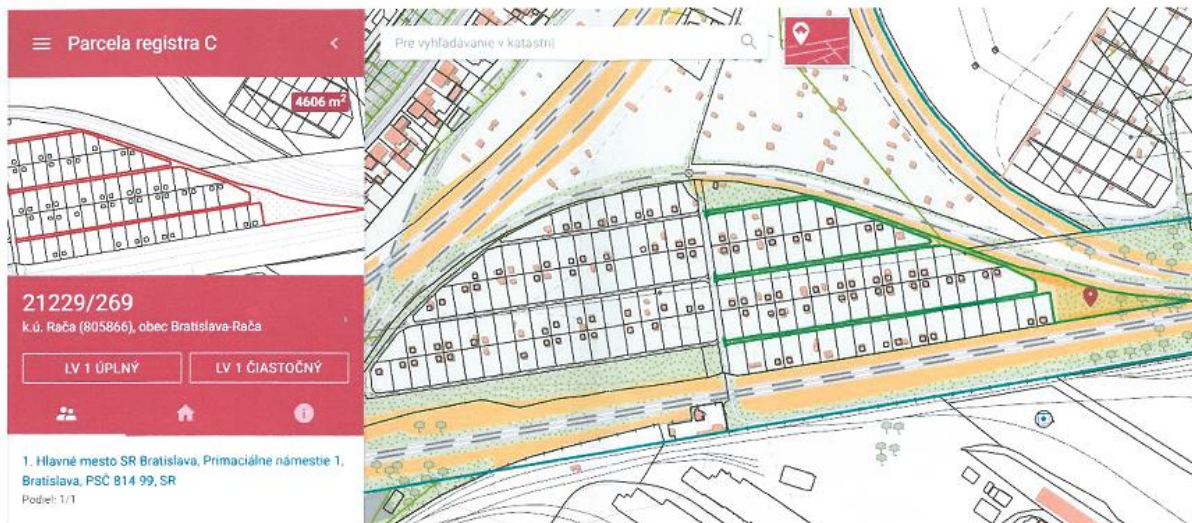 Parcela registra C
4606 m²
21229/269
k.ú. Rača (805866), obec Bratislava-Rača
LV 1 ÚPLNÝ
LV 1 ČIASTOČNÝ
1. Hlavné mesto SR Bratislava, Primaciálne námestie 1,
Bratislava, PSČ 814 99, SR
Podiel: 1/1
Pre vyhľadávanie v katastri